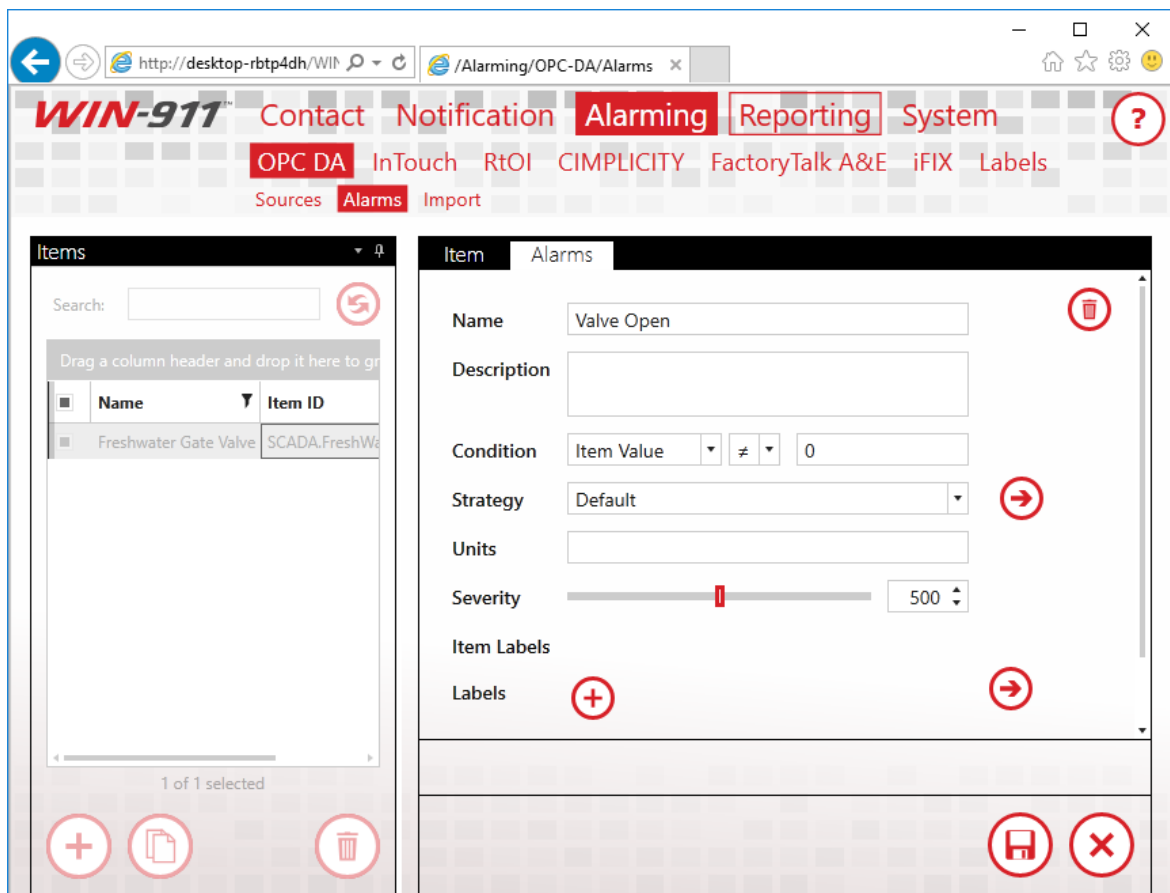 http://desktop-rbtp4dh/WIN
/Alarming/OPC-DA/Alarms
WIN-911™ Contact Notification Alarming Reporting System ?
OPC DA InTouch RtOI CIMPLICITY FactoryTalk A&E iFIX Labels
Sources Alarms Import
Items
Search:
Drag a column header and drop it here to gr
Name Item ID
Freshwater Gate Valve SCADA.FreshWa
1 of 1 selected
Item Alarms
Name Valve Open
Description
Condition Item Value ≠ 0
Strategy Default
Units
Severity 500
Item Labels
Labels